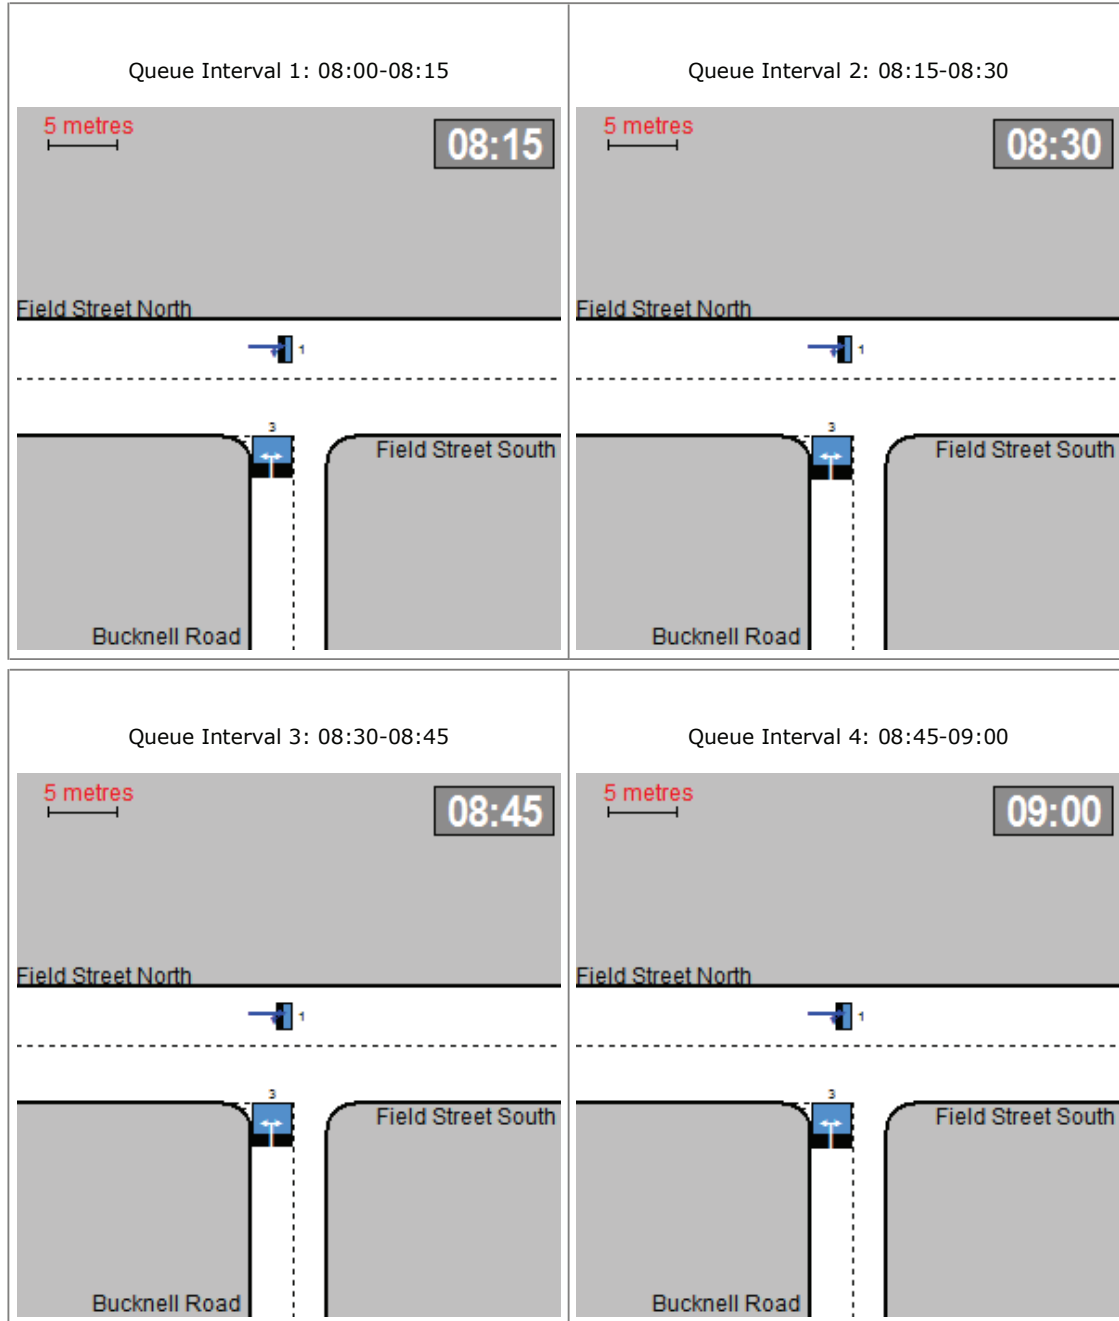 Queue Interval 1: 08:00-08:15
5 metres
08:15
Field Street North
1
3
Field Street South
Bucknell Road
Queue Interval 2: 08:15-08:30
5 metres
08:30
Field Street North
1
3
Field Street South
Bucknell Road
Queue Interval 3: 08:30-08:45
5 metres
08:45
Field Street North
1
3
Field Street South
Bucknell Road
Queue Interval 4: 08:45-09:00
5 metres
09:00
Field Street North
1
3
Field Street South
Bucknell Road